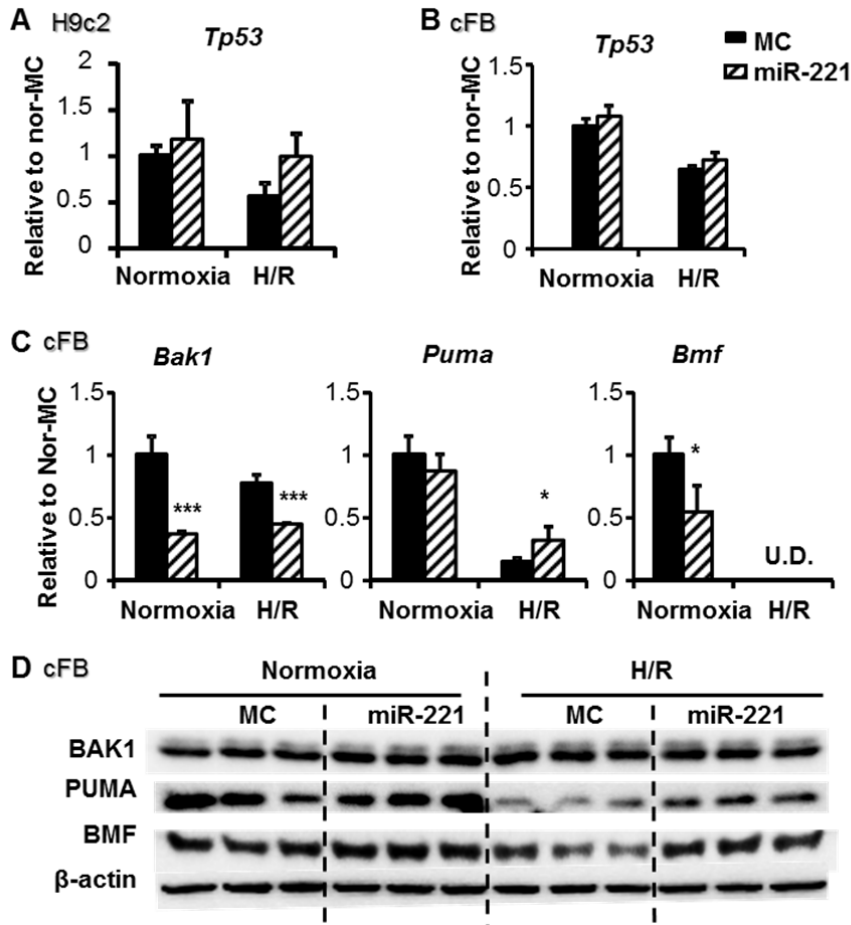 A H9c2
Tp53
Relative to nor-MC
2
1.5
1
0.5
0
Normoxia H/R
B cFB
Tp53
MC
miR-221
Relative to nor-MC
1.5
1
0.5
0
Normoxia H/R
C cFB
Bak1
Relative to Nor-MC
1.5
1
0.5
0
***
***
Normoxia H/R
Puma
1.5
1
0.5
0
*
Normoxia H/R
Bmf
1.5
1
0.5
0
*
U.D.
Normoxia H/R
D cFB
Normoxia H/R
MC miR-221 MC miR-221
BAK1
PUMA
BMF
β-actin